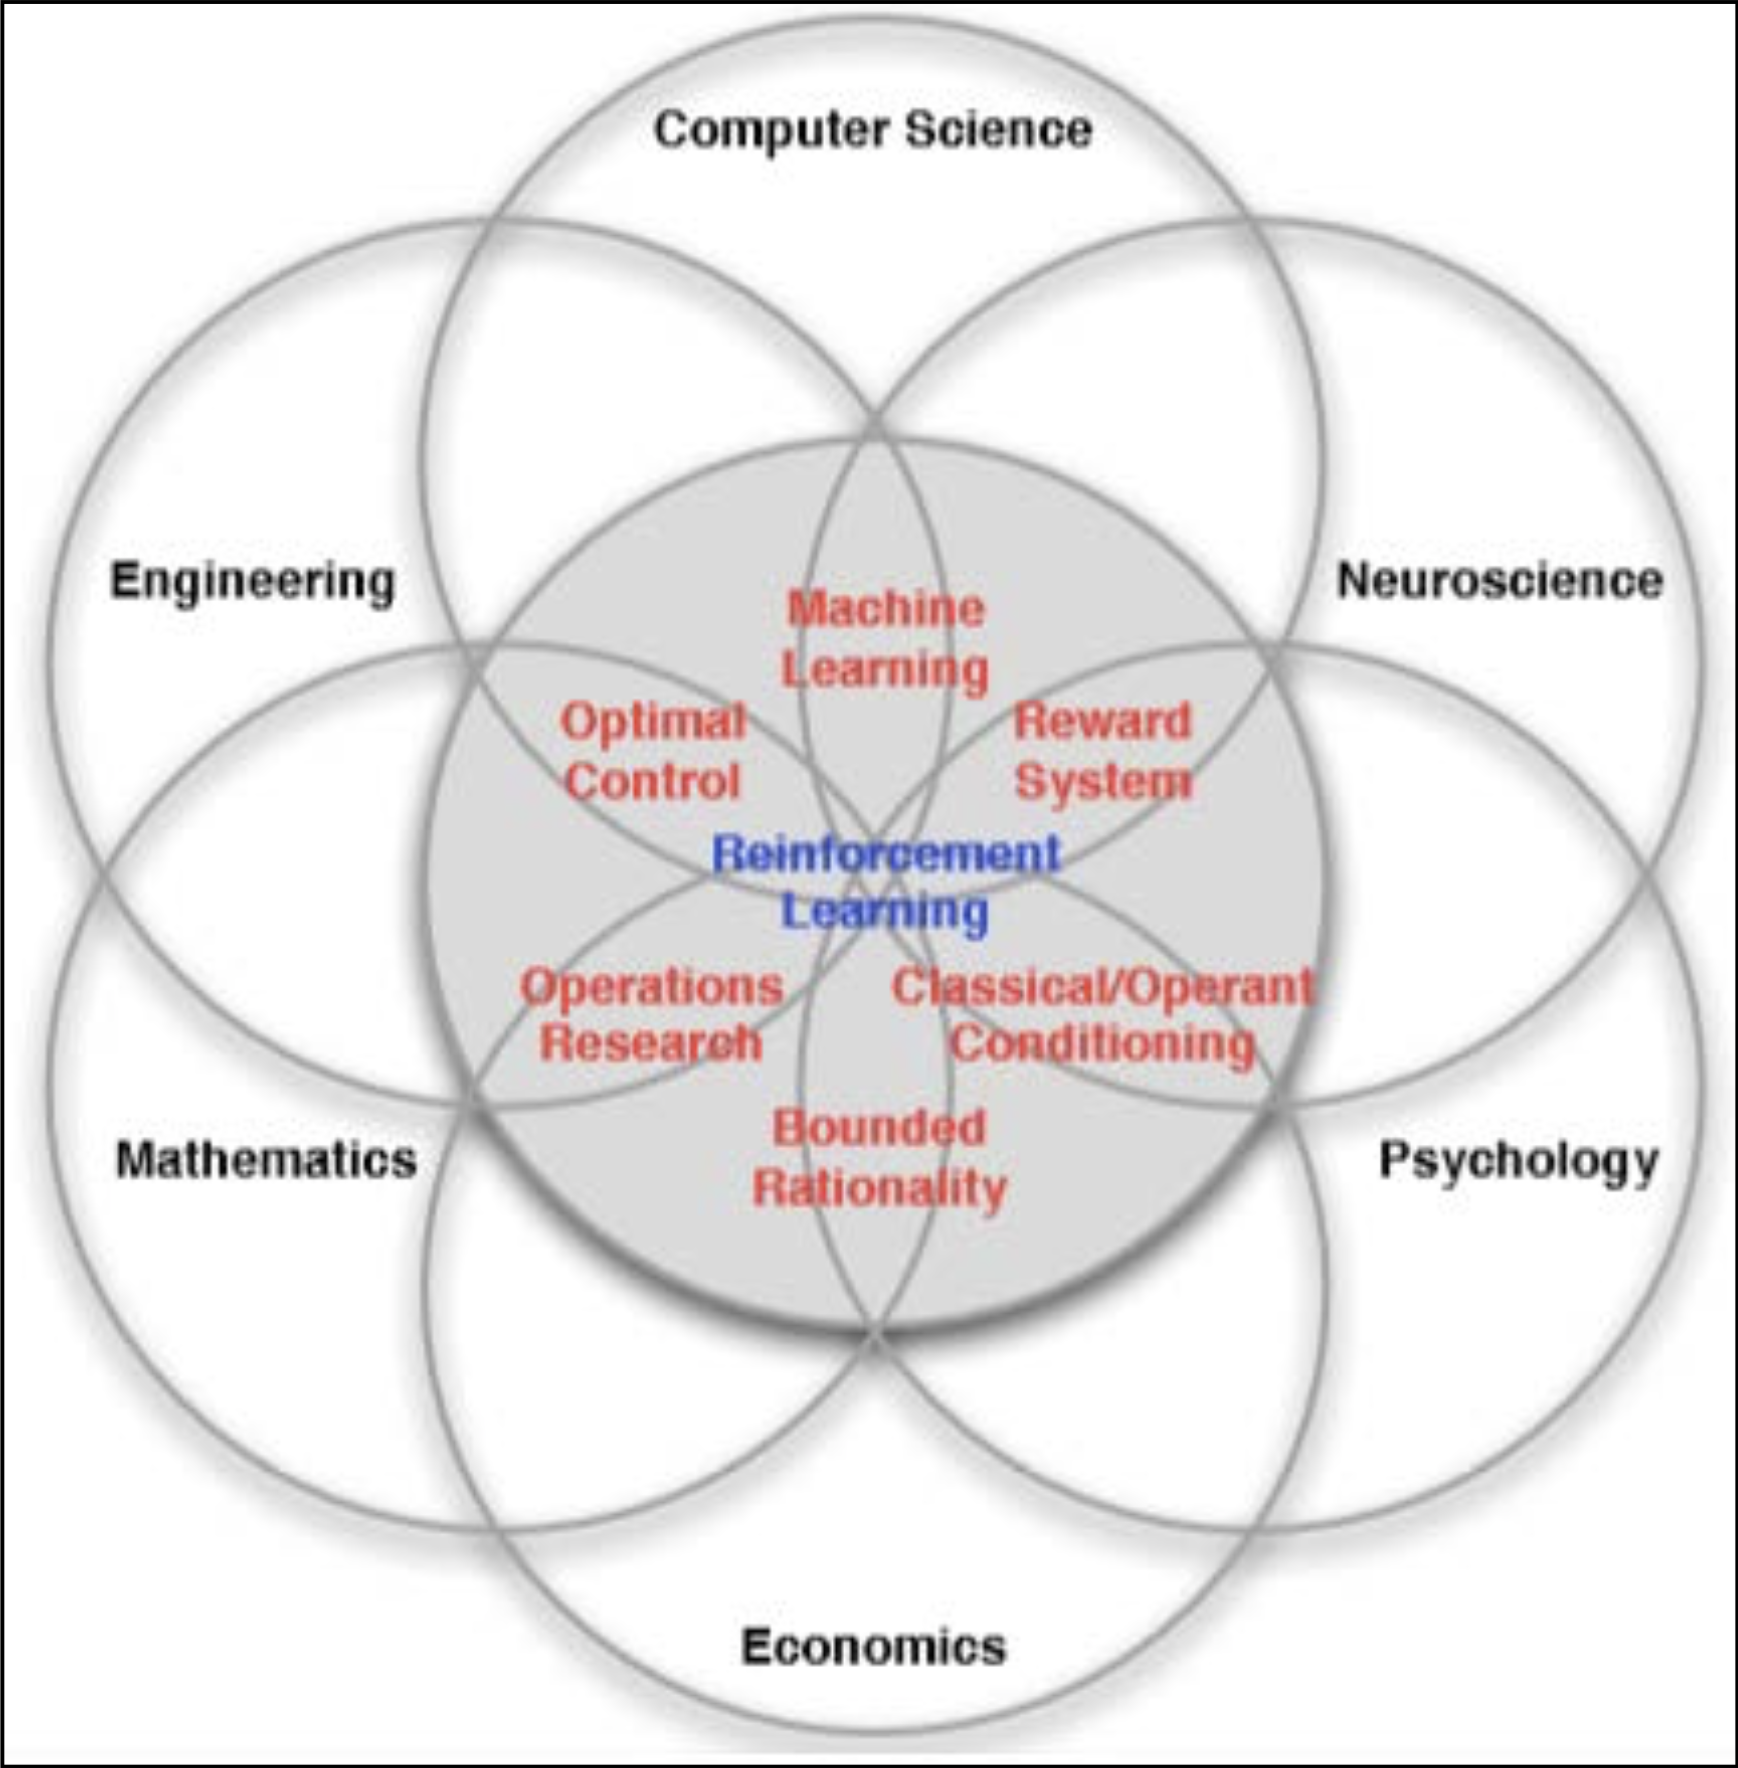 Computer Science
Engineering
Neuroscience
Machine
Learning
Optimal
Control
Reward
System
Reinforcement
Learning
Operations
Research
Classical/Operant
Conditioning
Bounded
Rationality
Mathematics
Psychology
Economics